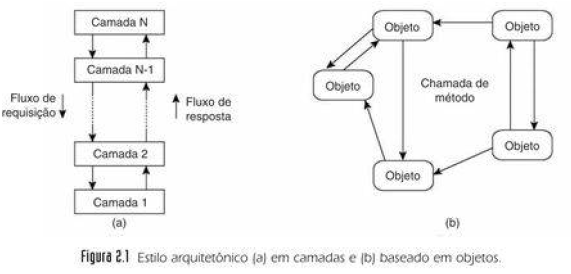 Camada N
Camada N-1
Fluxo de
requisição
Fluxo de
resposta
Camada 2
Camada 1
(a)
Objeto
Objeto
Objeto
Chamada de
método
Objeto
Objeto
(b)
Figura 2.1 Estilo arquitetônico (a) em camadas e (b) baseado em objetos.